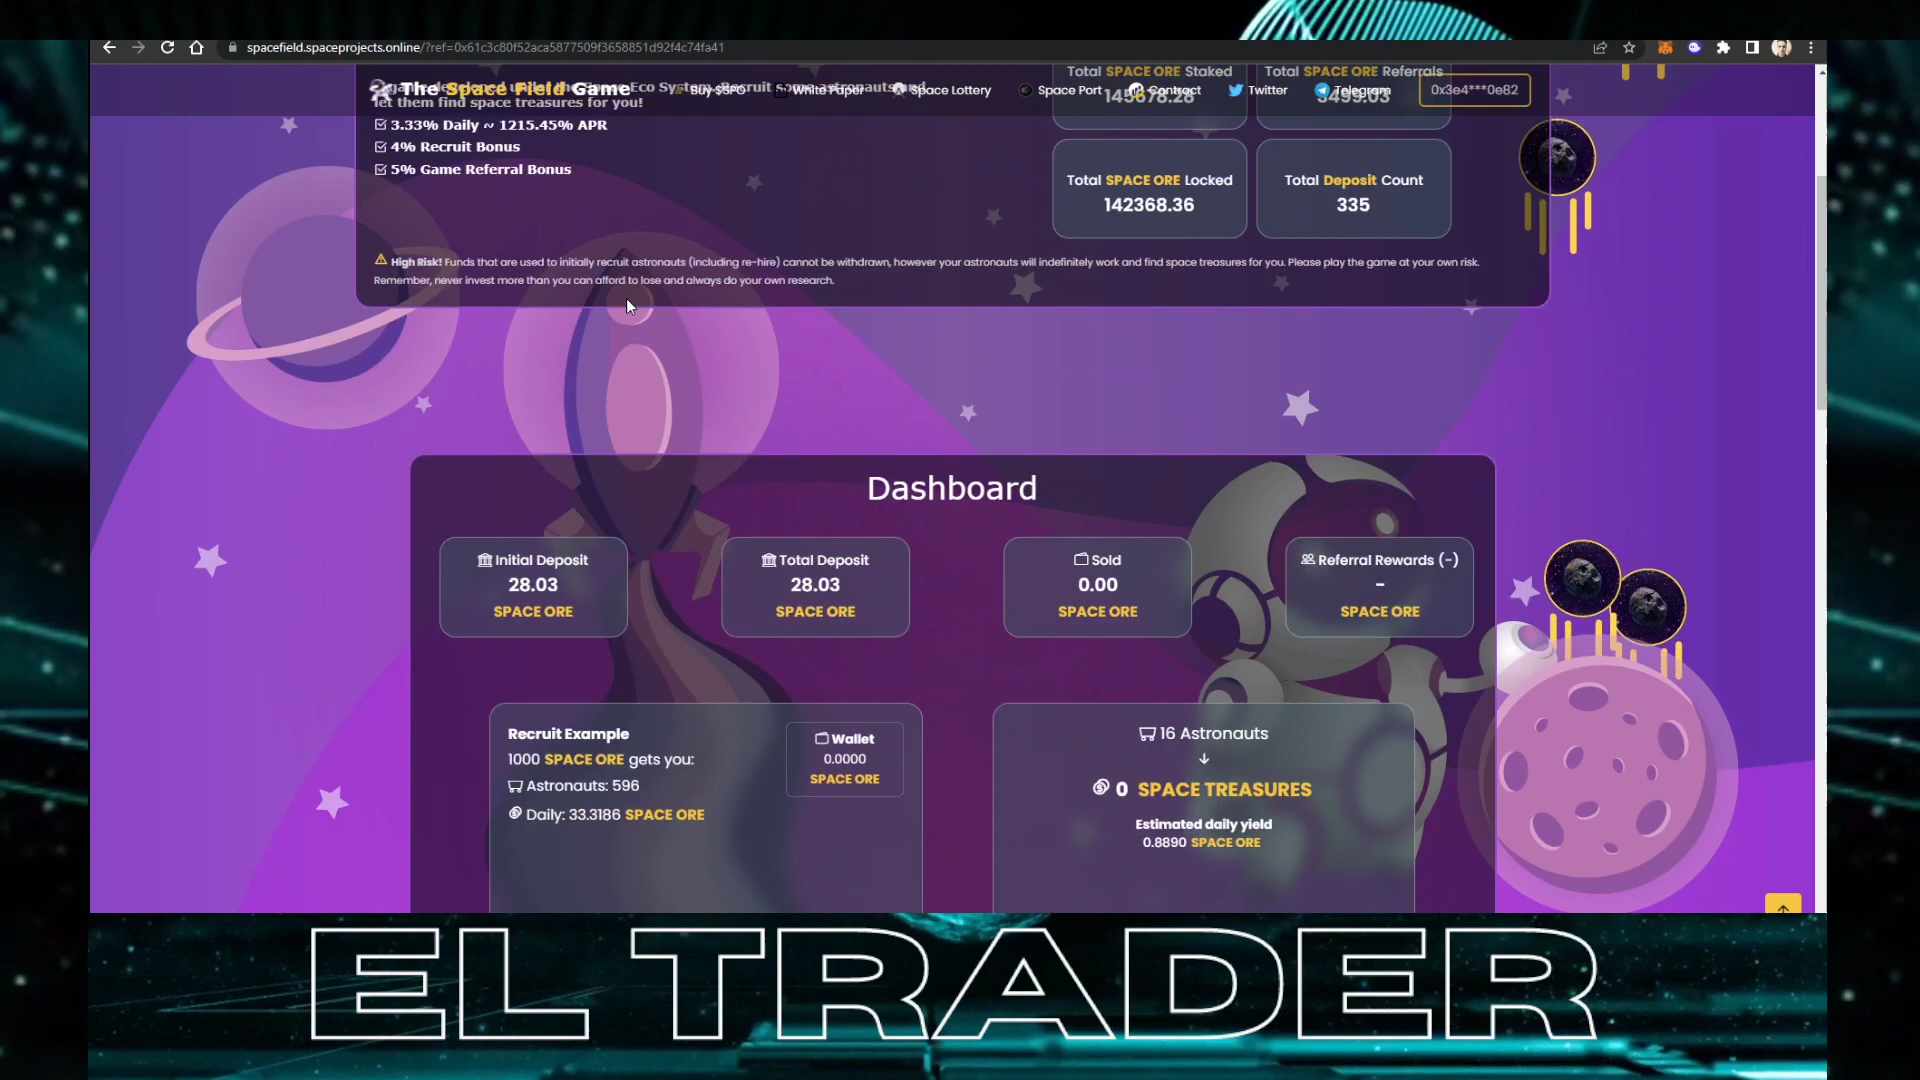 spacefield.spaceprojects.online/?ref=0x61c3c80f52aca5877509f3658851d92f4c74fa41
The Space Field Game
Buy $SPO
White Paper
Space Lottery
Space Port
Contract
Twitter
Telegram
0x3e4***0e82
let them find space treasures for you!
3.33% Daily ~ 1215.45% APR
4% Recruit Bonus
5% Game Referral Bonus
Total SPACE ORE Staked
145678.28
Total SPACE ORE Referrals
3499.03
Total SPACE ORE Locked
142368.36
Total Deposit Count
335
High Risk! Funds that are used to initially recruit astronauts (including re-hire) cannot be withdrawn, however your astronauts will indefinitely work and find space treasures for you. Please play the game at your own risk.
Remember, never invest more than you can afford to lose and always do your own research.
Dashboard
Initial Deposit
28.03
SPACE ORE
Total Deposit
28.03
SPACE ORE
Sold
0.00
SPACE ORE
Referral Rewards (-)
-
SPACE ORE
Recruit Example
1000 SPACE ORE gets you:
Astronauts: 596
Daily: 33.3186 SPACE ORE
Wallet
0.0000
SPACE ORE
16 Astronauts
0 SPACE TREASURES
Estimated daily yield
0.8890 SPACE ORE
EL TRADER